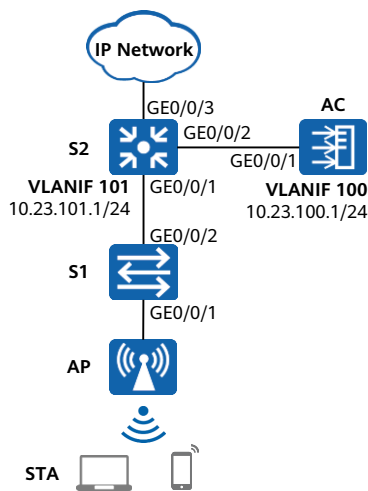 IP Network
GE0/0/3
AC
S2
GE0/0/2
GE0/0/1
VLANIF 101
10.23.101.1/24
GE0/0/1
VLANIF 100
10.23.100.1/24
GE0/0/2
S1
GE0/0/1
AP
STA